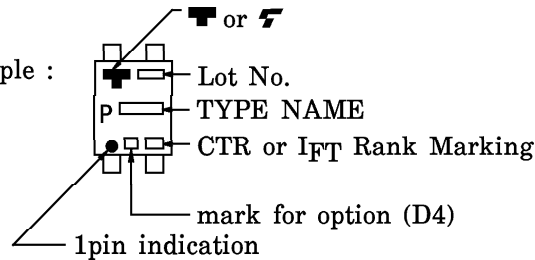 or
ple :
Lot No.
P
TYPE NAME
CTR or IFT Rank Marking
mark for option (D4)
1pin indication